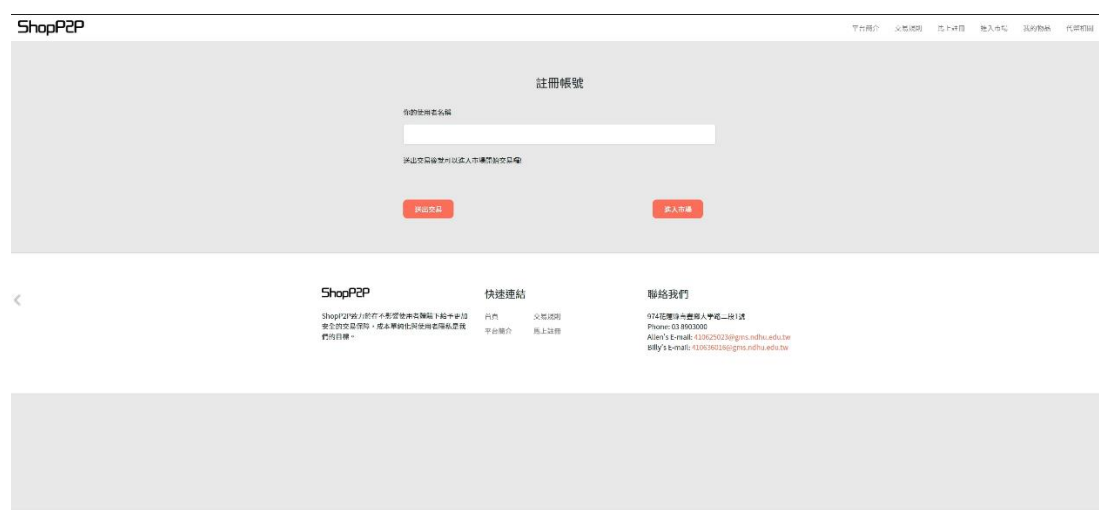 ShopP2P
平台簡介 交易規則 馬上註冊 進入市場 我的物品 代幣相關
註冊帳號
你的使用者名稱
送出交易後就可以進入市場開始交易囉!
送出交易 進入市場
ShopP2P
ShopP2P致力於在不影響使用者體驗下給予更加
安全的交易保障,成本單純化與使用者隱私是我
們的目標。
快速連結
首頁 交易規則
平台簡介 馬上註冊
聯絡我們
974花蓮縣壽豐鄉大學路二段1號
Phone: 03 8903000
Allen's E-mail: 410625023@gms.ndhu.edu.tw
Billy's E-mail: 410636016@gms.ndhu.edu.tw